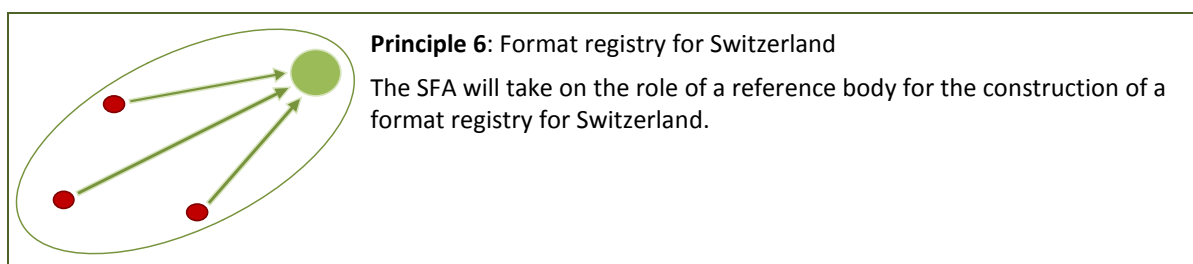 Principle 6: Format registry for Switzerland
The SFA will take on the role of a reference body for the construction of a
format registry for Switzerland.